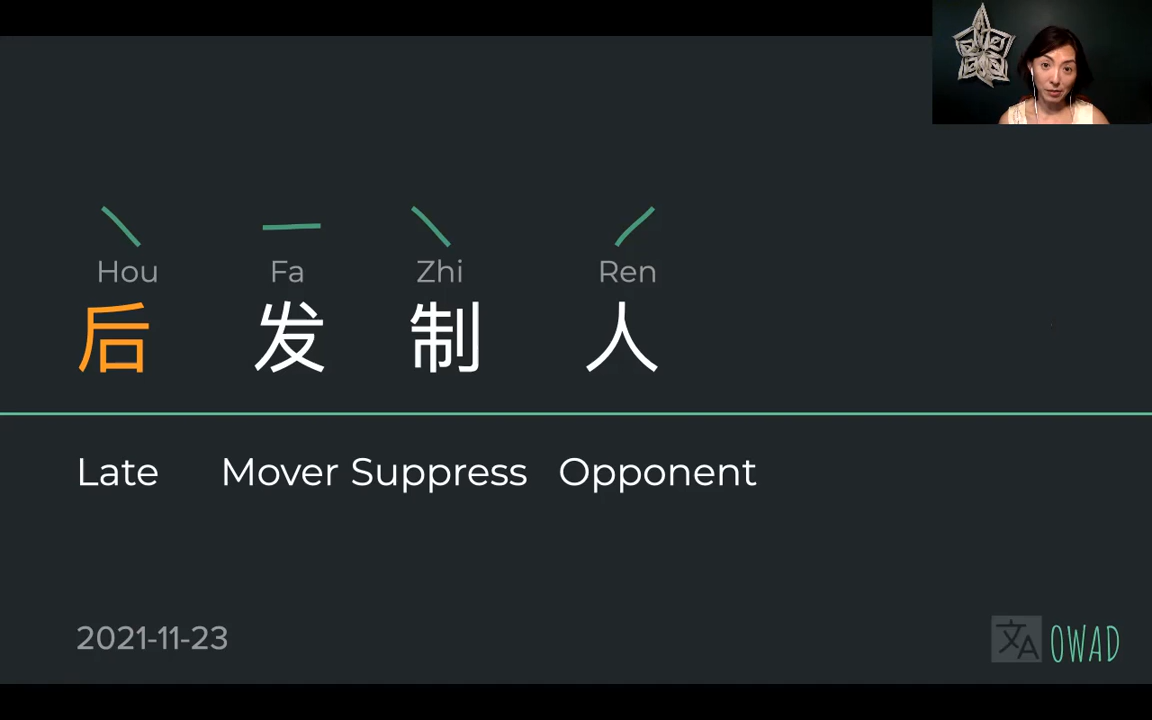 Hou Fa Zhi Ren
后 发 制 人
Late Mover Suppress Opponent
2021-11-23
文A OWAD